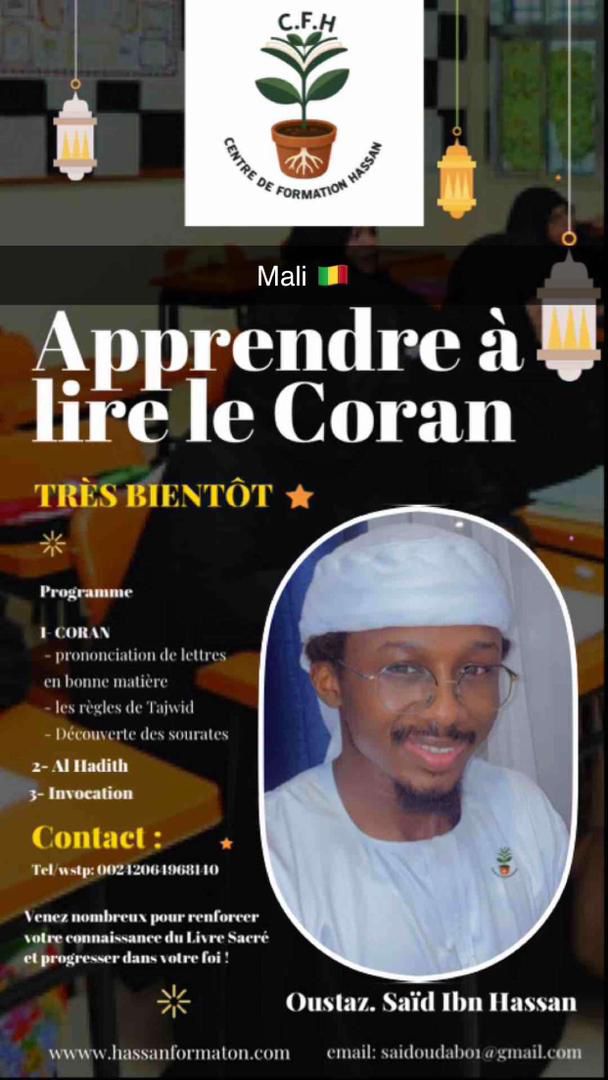 C.F.H
CENTRE DE FORMATION HASSAN
Mali 🇲🇱
Apprendre à
lire le Coran
TRÈS BIENTÔT
Programme
1- CORAN
- prononciation de lettres
en bonne matière
- les règles de Tajwid
- Découverte des sourates
2- Al Hadith
3- Invocation
Contact :
Tel/wstp: 00242064968140
Venez nombreux pour renforcer
votre connaissance du Livre Sacré
et progresser dans votre foi !
Oustaz. Saïd Ibn Hassan
wwww.hassanformaton.com
email: saidoudabo1@gmail.com